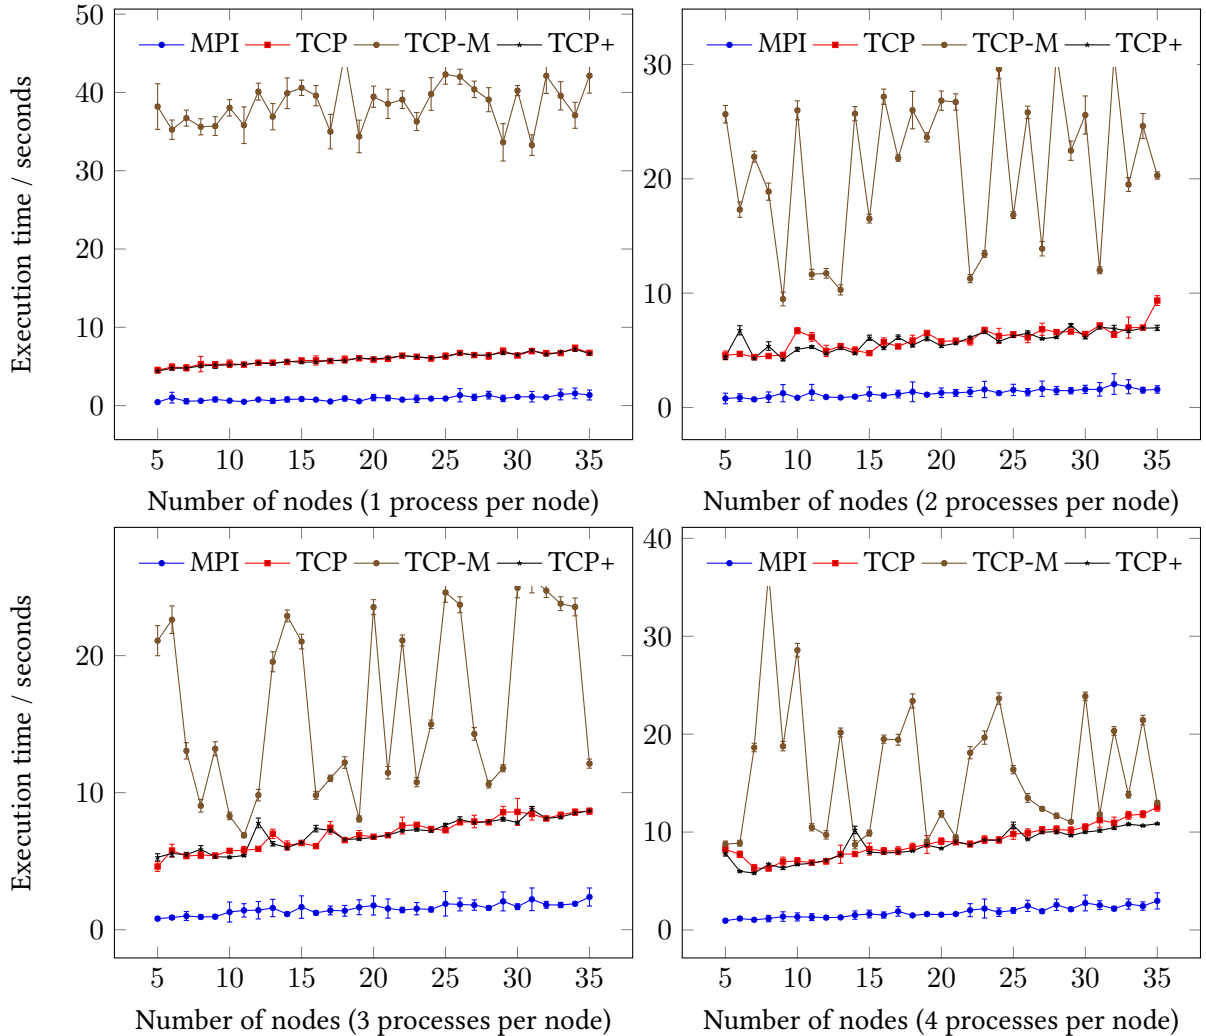 MPI TCP TCP-M TCP+
50
40
30
20
10
0
5 10 15 20 25 30 35
Execution time / seconds
Number of nodes (1 process per node)
MPI TCP TCP-M TCP+
30
20
10
0
5 10 15 20 25 30 35
Number of nodes (2 processes per node)
MPI TCP TCP-M TCP+
20
10
0
5 10 15 20 25 30 35
Execution time / seconds
Number of nodes (3 processes per node)
MPI TCP TCP-M TCP+
40
30
20
10
0
5 10 15 20 25 30 35
Number of nodes (4 processes per node)